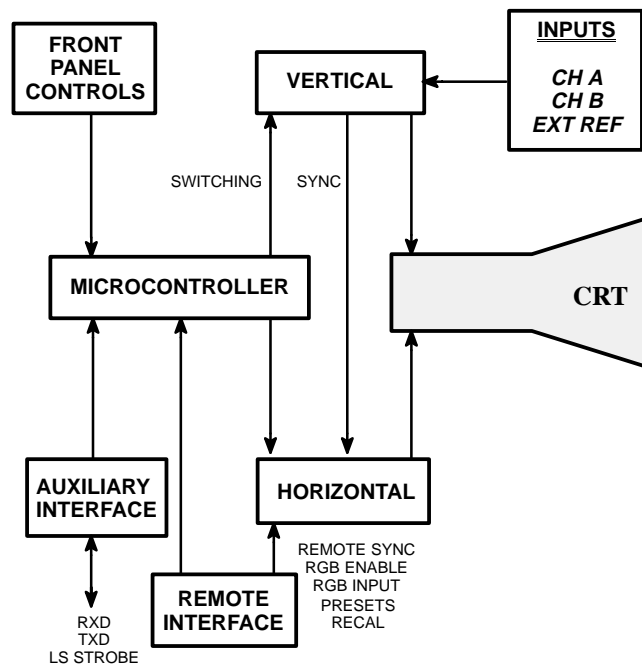 FRONT
PANEL
CONTROLS
VERTICAL
INPUTS
CH A
CH B
EXT REF
SWITCHING
SYNC
MICROCONTROLLER
CRT
AUXILIARY
INTERFACE
HORIZONTAL
REMOTE SYNC
RGB ENABLE
RGB INPUT
PRESETS
RECAL
REMOTE
INTERFACE
RXD
TXD
LS STROBE